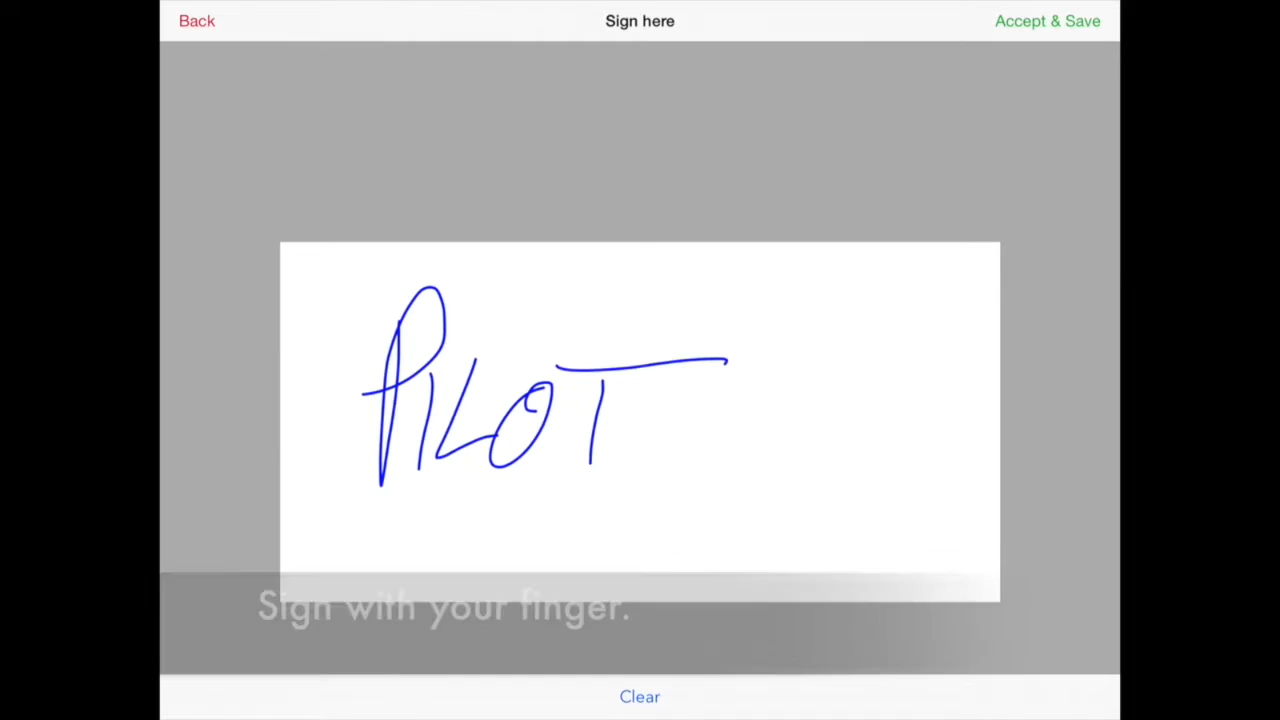 Back
Sign here
Accept & Save
PILOT
Sign with your finger.
Clear